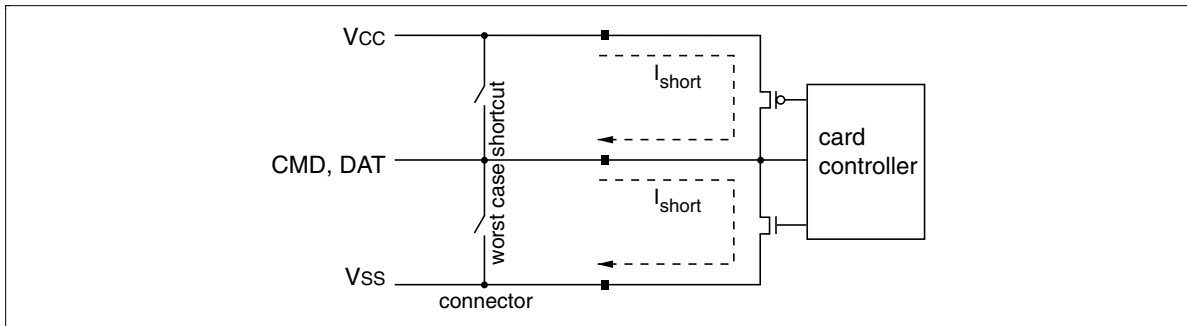 VCC
I_short
worst case shortcut
card
controller
CMD, DAT
I_short
VSS
connector